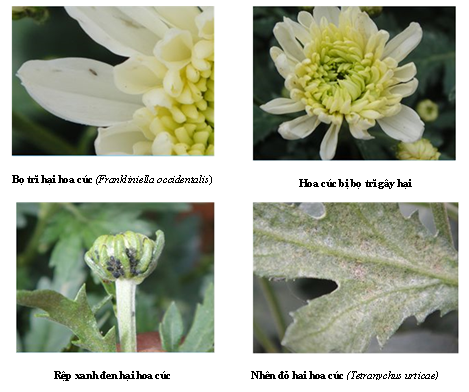 Bọ trĩ hại hoa cúc (Frankliniella occidentalis)
Hoa cúc bị bọ trĩ gây hại
Rệp xanh đen hại hoa cúc
Nhện đỏ hai hoa cúc (Tetranychus urticae)